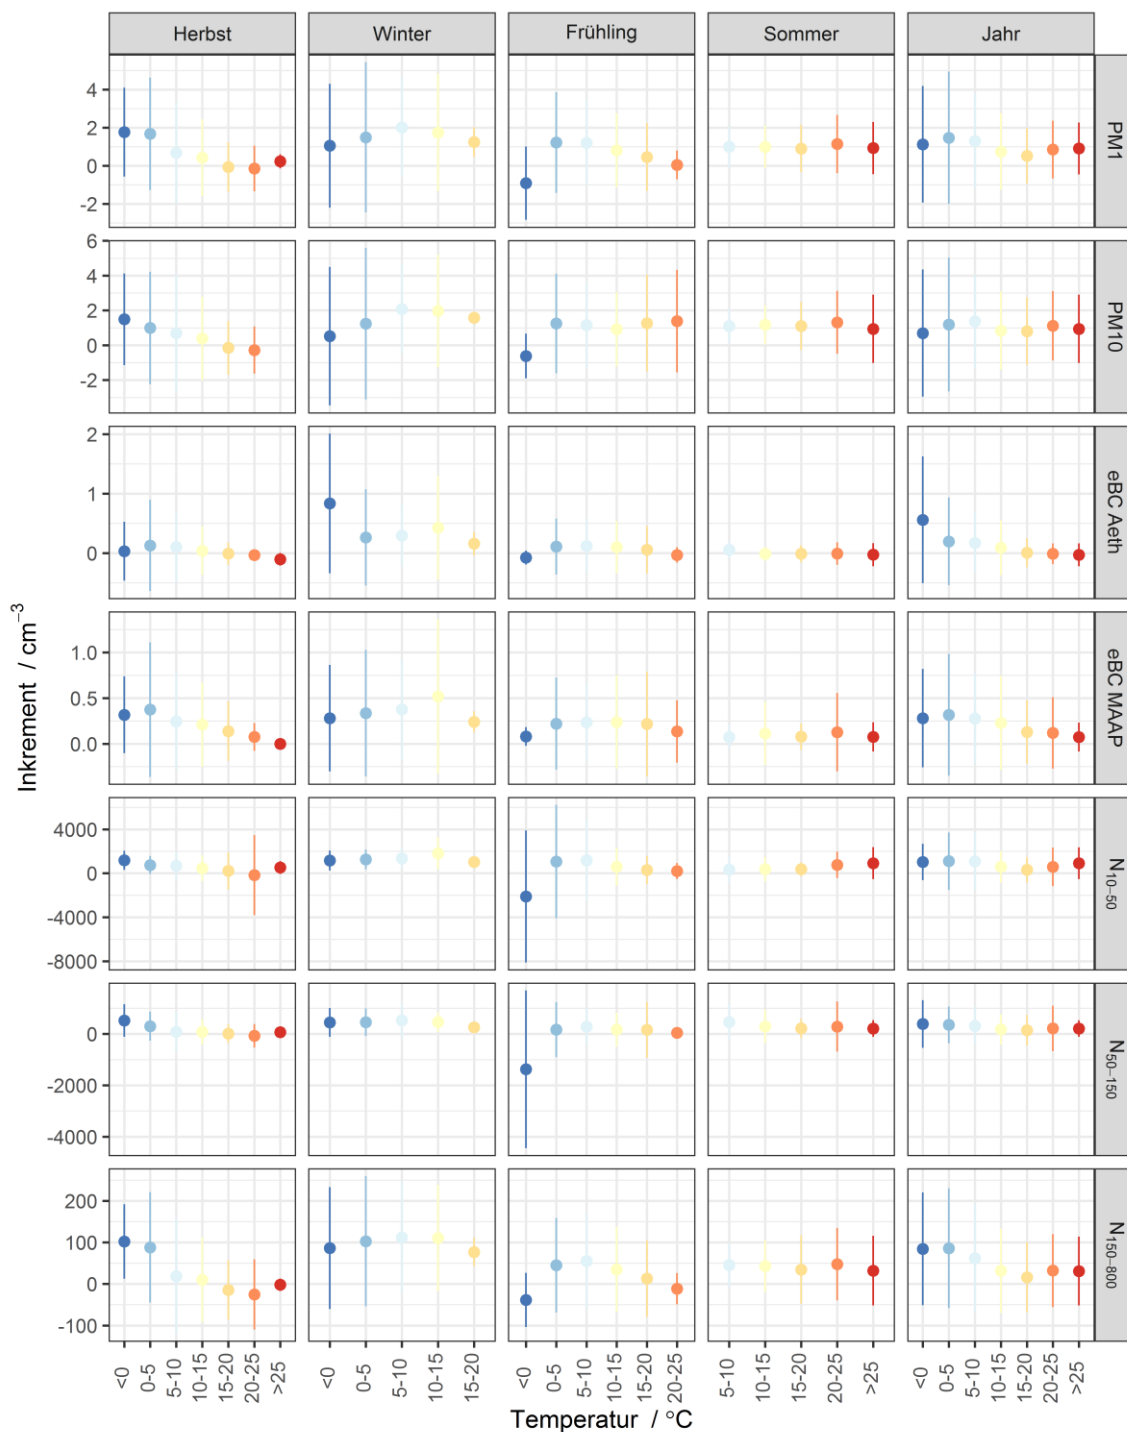 Herbst Winter Frühling Sommer Jahr
4
2
0
-2
PM1
6
4
2
0
-2
PM10
2
1
0
eBC Aeth
1.0
0.5
0.0
eBC MAAP
4000
0
-4000
-8000
N₁₀₋₅₀
0
-2000
-4000
N₅₀₋₁₅₀
200
100
0
-100
N₁₅₀₋₈₀₀
Inkrement / cm⁻³
<0 0-5 5-10 10-15 15-20 20-25 >25 <0 0-5 5-10 10-15 15-20 <0 0-5 5-10 10-15 15-20 20-25 5-10 10-15 15-20 20-25 >25 <0 0-5 5-10 10-15 15-20 20-25 >25
Temperatur / °C